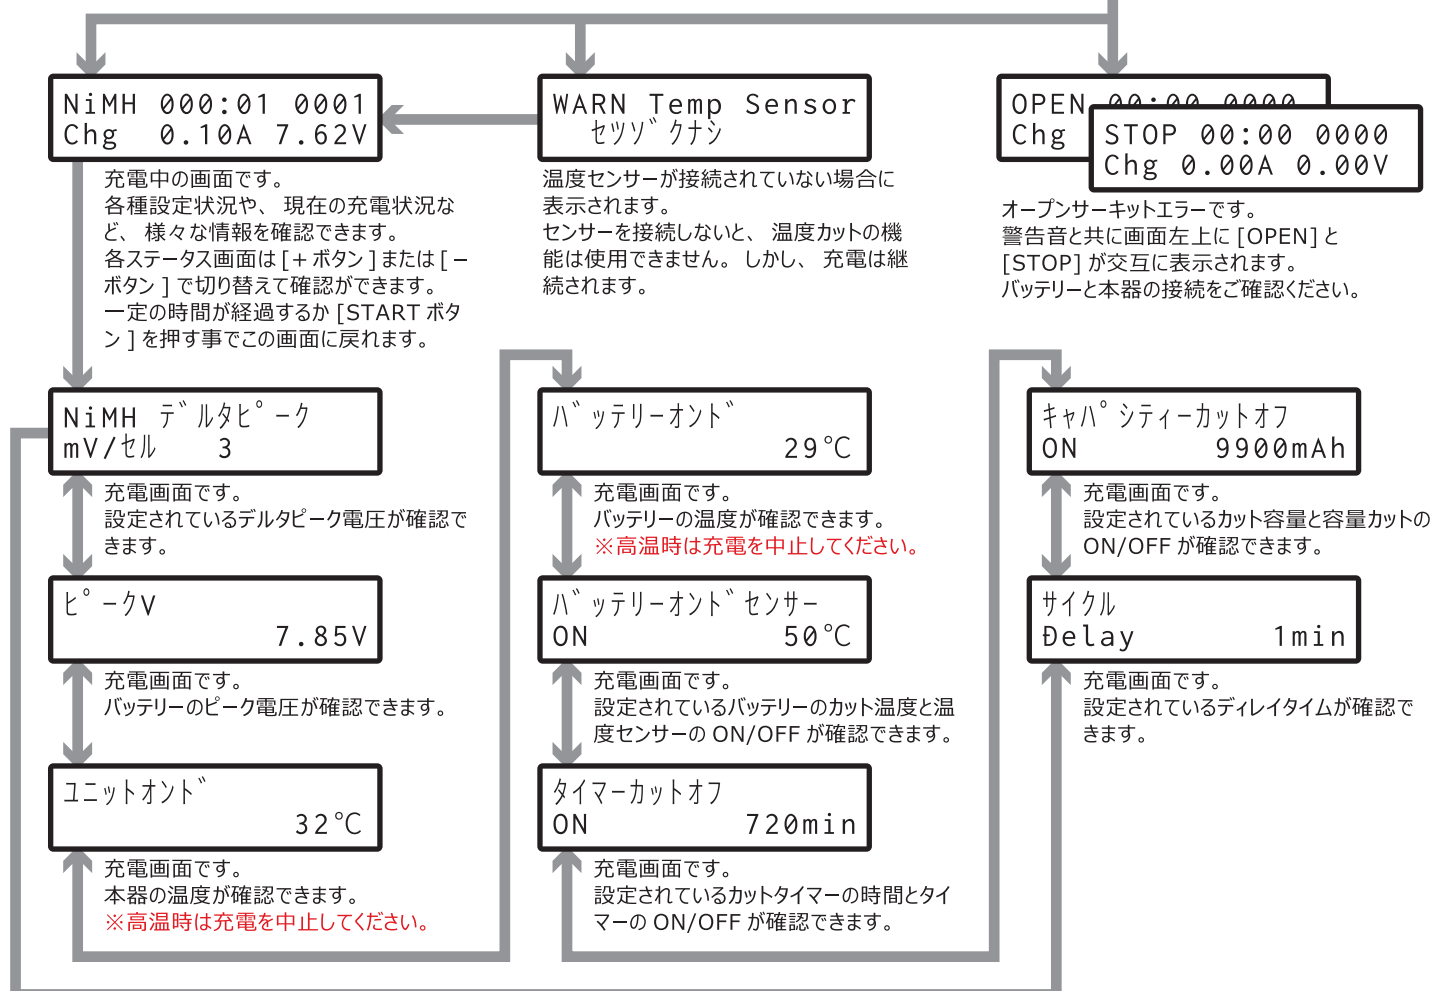 NiMH 000:01 0001
Chg 0.10A 7.62V
充電中の画面です。
各種設定状況や、 現在の充電状況な
ど、 様々な情報を確認できます。
各ステータス画面は [+ ボタン ] または [ −
ボタン ] で切り替えて確認ができます。
一定の時間が経過するか [START ボタ
ン ] を押す事でこの画面に戻れます。
WARN Temp Sensor
セツゾクナシ
温度センサーが接続されていない場合に
表示されます。
センサーを接続しないと、 温度カットの機
能は使用できません。 しかし、 充電は継
続されます。
OPEN 00:00 0000
Chg
STOP 00:00 0000
Chg 0.00A 0.00V
オープンサーキットエラーです。
警告音と共に画面左上に [OPEN] と
[STOP] が交互に表示されます。
バッテリーと本器の接続をご確認ください。
NiMH デルタピーク
mV/セル 3
充電画面です。
設定されているデルタピーク電圧が確認で
きます。
ピークV
7.85V
充電画面です。
バッテリーのピーク電圧が確認できます。
ユニットオンド
32℃
充電画面です。
本器の温度が確認できます。
※高温時は充電を中止してください。
バッテリーオンド
29℃
充電画面です。
バッテリーの温度が確認できます。
※高温時は充電を中止してください。
バッテリーオンドセンサー
ON 50℃
充電画面です。
設定されているバッテリーのカット温度と温
度センサーの ON/OFF が確認できます。
タイマーカットオフ
ON 720min
充電画面です。
設定されているカットタイマーの時間とタイ
マーの ON/OFF が確認できます。
キャパシティーカットオフ
ON 9900mAh
充電画面です。
設定されているカット容量と容量カットの
ON/OFF が確認できます。
サイクル
Delay 1min
充電画面です。
設定されているディレイタイムが確認で
きます。